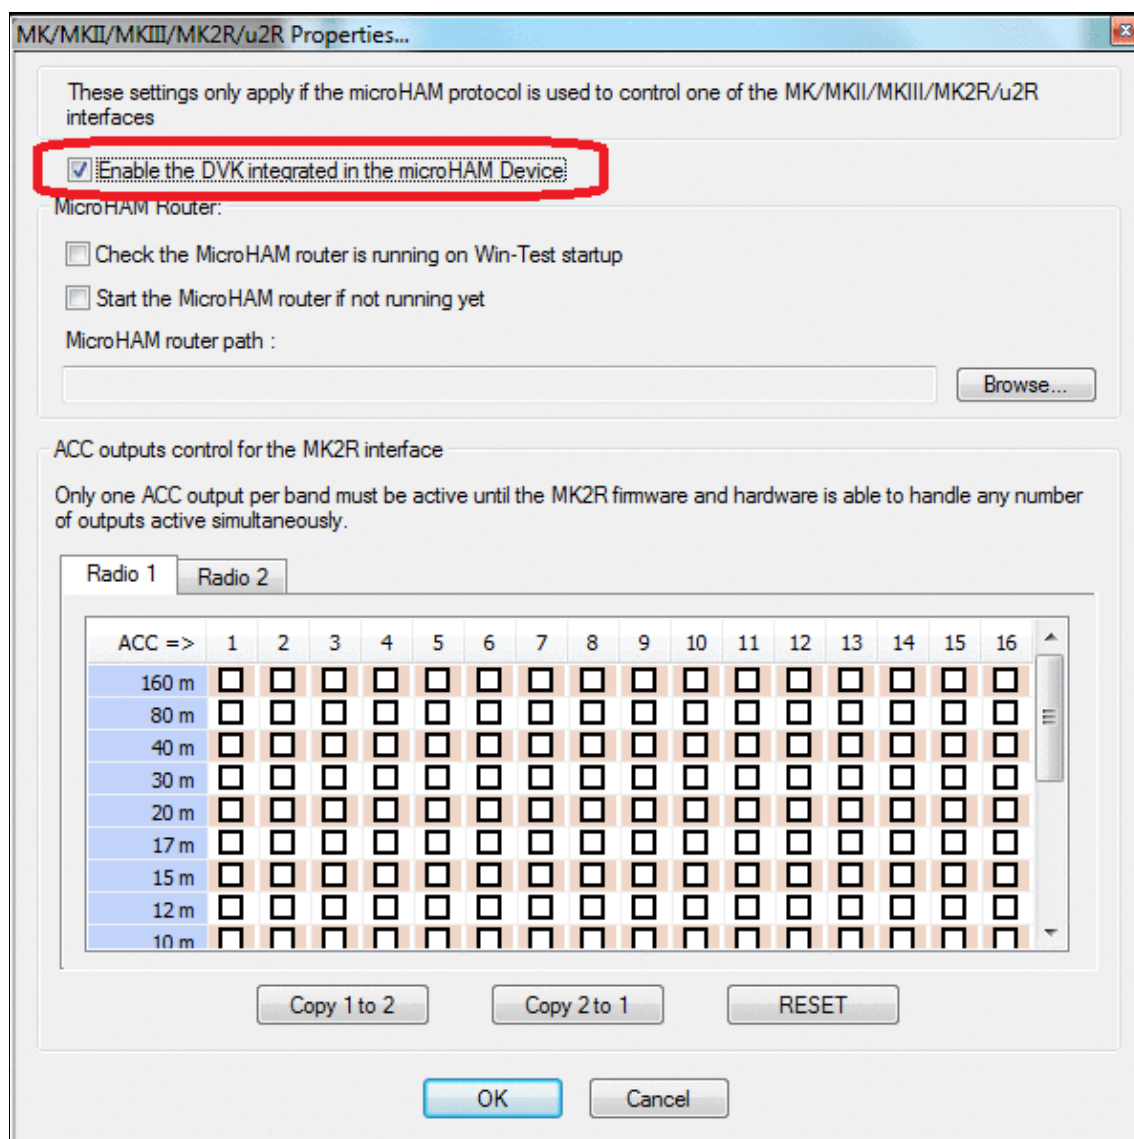 MK/MKII/MKIII/MK2R/u2R Properties...
These settings only apply if the microHAM protocol is used to control one of the MK/MKII/MKIII/MK2R/u2R
interfaces
Enable the DVK integrated in the microHAM Device
MicroHAM Router:
Check the MicroHAM router is running on Win-Test startup
Start the MicroHAM router if not running yet
MicroHAM router path :
Browse...
ACC outputs control for the MK2R interface
Only one ACC output per band must be active until the MK2R firmware and hardware is able to handle any number
of outputs active simultaneously.
Radio 1 Radio 2
ACC => 1 2 3 4 5 6 7 8 9 10 11 12 13 14 15 16
160 m
80 m
40 m
30 m
20 m
17 m
15 m
12 m
10 m
Copy 1 to 2 Copy 2 to 1 RESET
OK Cancel